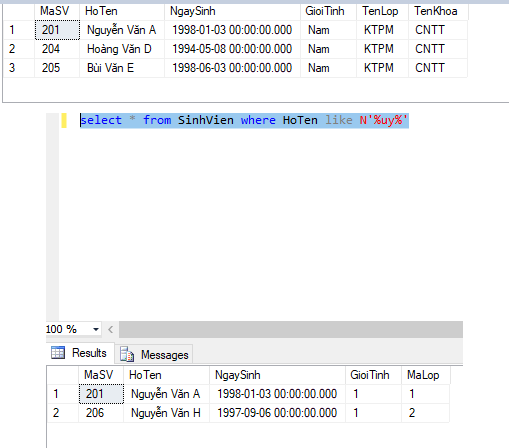 MaSV HoTen NgaySinh GioiTinh TenLop TenKhoa
1 201 Nguyễn Văn A 1998-01-03 00:00:00.000 Nam KTPM CNTT
2 204 Hoàng Văn D 1994-05-08 00:00:00.000 Nam KTPM CNTT
3 205 Bùi Văn E 1998-06-03 00:00:00.000 Nam KTPM CNTT
select * from SinhVien where HoTen like N'%uy%'
100 %
Results Messages
MaSV HoTen NgaySinh GioiTinh MaLop
1 201 Nguyễn Văn A 1998-01-03 00:00:00.000 1 1
2 206 Nguyễn Văn H 1997-09-06 00:00:00.000 1 2